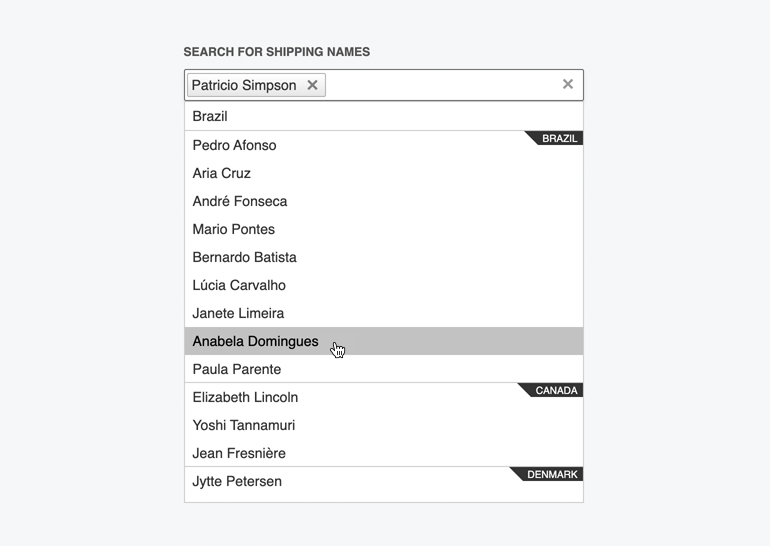 SEARCH FOR SHIPPING NAMES
Patricio Simpson
Brazil
Pedro Afonso BRAZIL
Aria Cruz
André Fonseca
Mario Pontes
Bernardo Batista
Lúcia Carvalho
Janete Limeira
Anabela Domingues
Paula Parente
Elizabeth Lincoln CANADA
Yoshi Tannamuri
Jean Fresnière
Jytte Petersen DENMARK